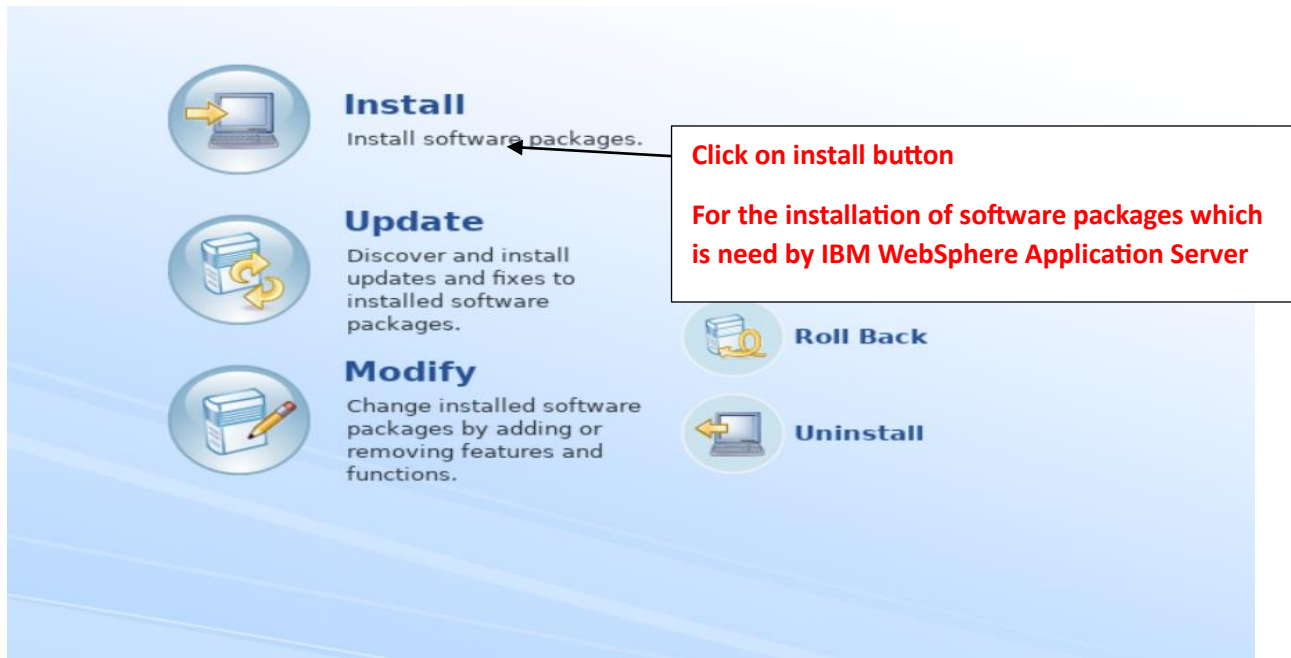 Install
Install software packages.
Click on install button
For the installation of software packages which
is need by IBM WebSphere Application Server
Update
Discover and install
updates and fixes to
installed software
packages.
Modify
Change installed software
packages by adding or
removing features and
functions.
Roll Back
Uninstall